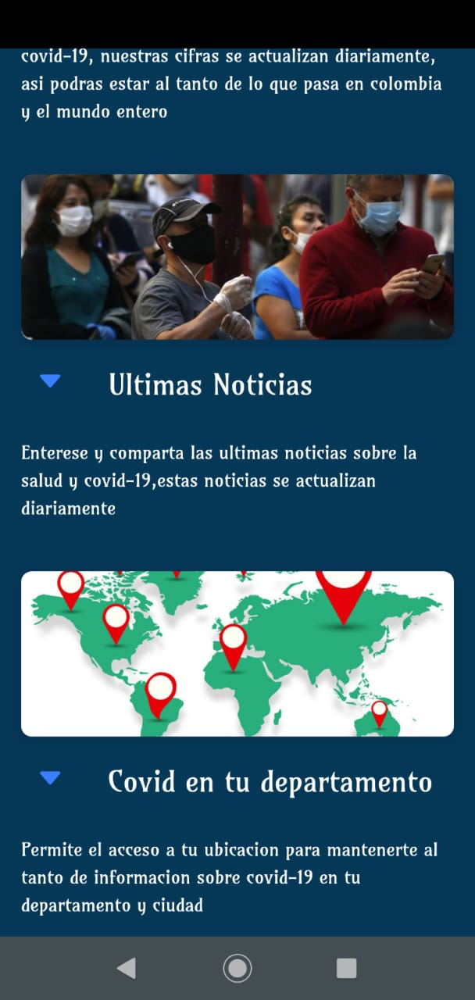 covid-19, nuestras cifras se actualizan diariamente,
asi podras estar al tanto de lo que pasa en colombia
y el mundo entero
Ultimas Noticias
Enterese y comparta las ultimas noticias sobre la
salud y covid-19,estas noticias se actualizan
diariamente
Covid en tu departamento
Permite el acceso a tu ubicacion para mantenerte al
tanto de informacion sobre covid-19 en tu
departamento y ciudad